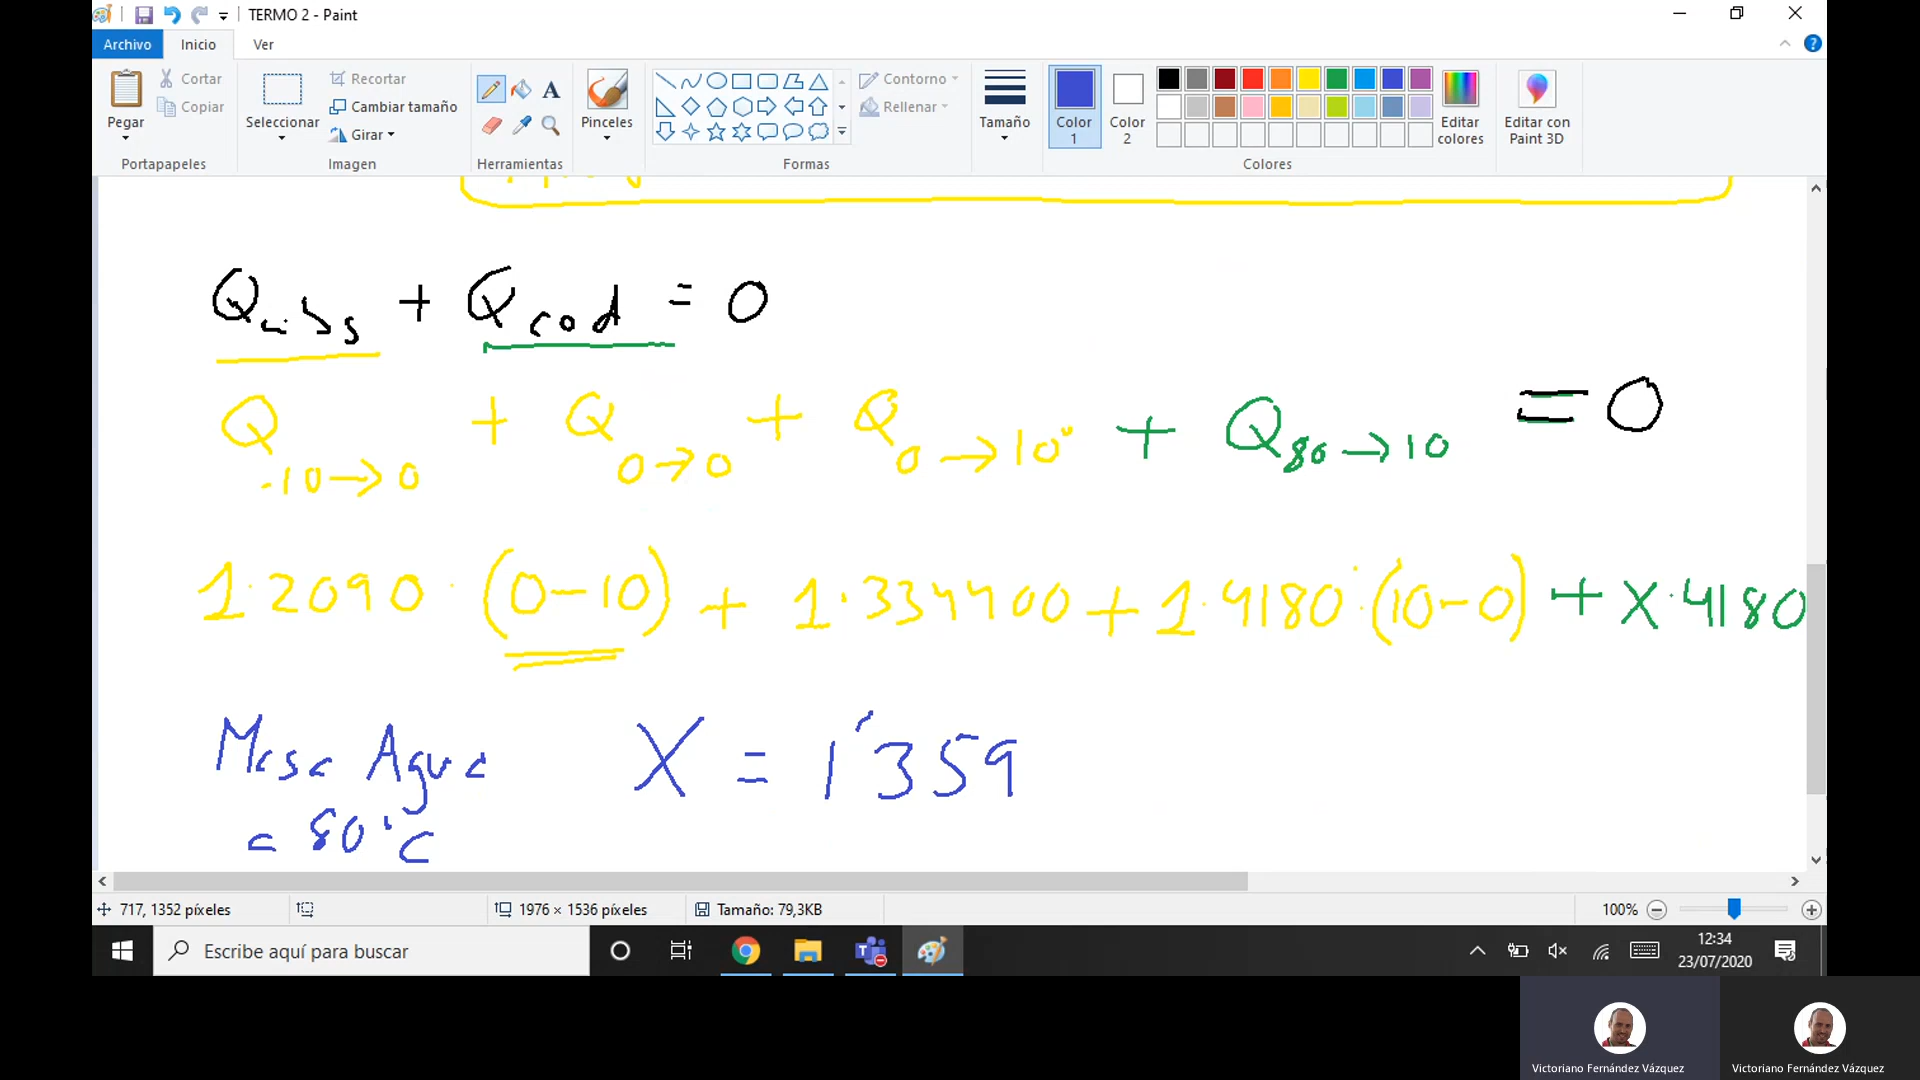 TERMO 2 - Paint
Archivo Inicio Ver
Pegar
Cortar
Copiar
Portapapeles
Seleccionar
Recortar
Cambiar tamaño
Girar
Imagen
A
Herramientas
Pinceles
Contorno
Rellenar
Formas
Tamaño
Color 1
Color 2
Editar colores
Editar con Paint 3D
Colores
Qabs + Qced = 0
Q -10→0 + Q 0→0 + Q 0→10° + Q 80→10 = 0
1·2090·(0-10) + 1·334400 + 1·4180·(10-0) + X·4180
Masa Agua X = 1'359
a 80°C
717, 1352 píxeles 1976 × 1536 píxeles Tamaño: 79,3KB 100%
Escribe aquí para buscar
12:34
23/07/2020
Victoriano Fernández Vázquez Victoriano Fernández Vázquez